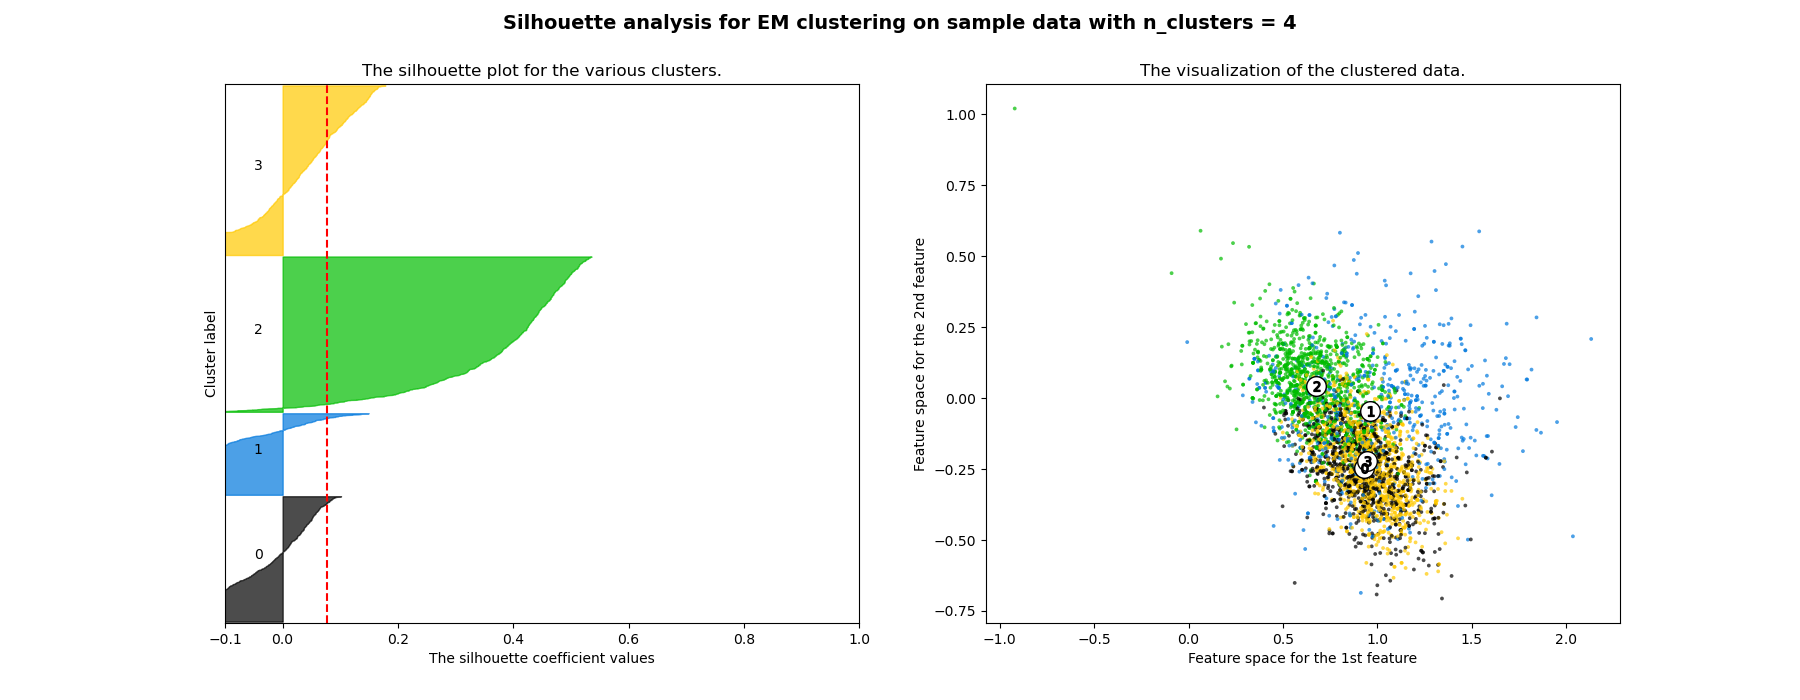 Silhouette analysis for EM clustering on sample data with n_clusters = 4
The silhouette plot for the various clusters.
Cluster label
3
2
1
0
−0.1 0.0 0.2 0.4 0.6 0.8 1.0
The silhouette coefficient values
The visualization of the clustered data.
Feature space for the 2nd feature
1.00
0.75
0.50
0.25
0.00
−0.25
−0.50
−0.75
2
1
3
0
−1.0 −0.5 0.0 0.5 1.0 1.5 2.0
Feature space for the 1st feature